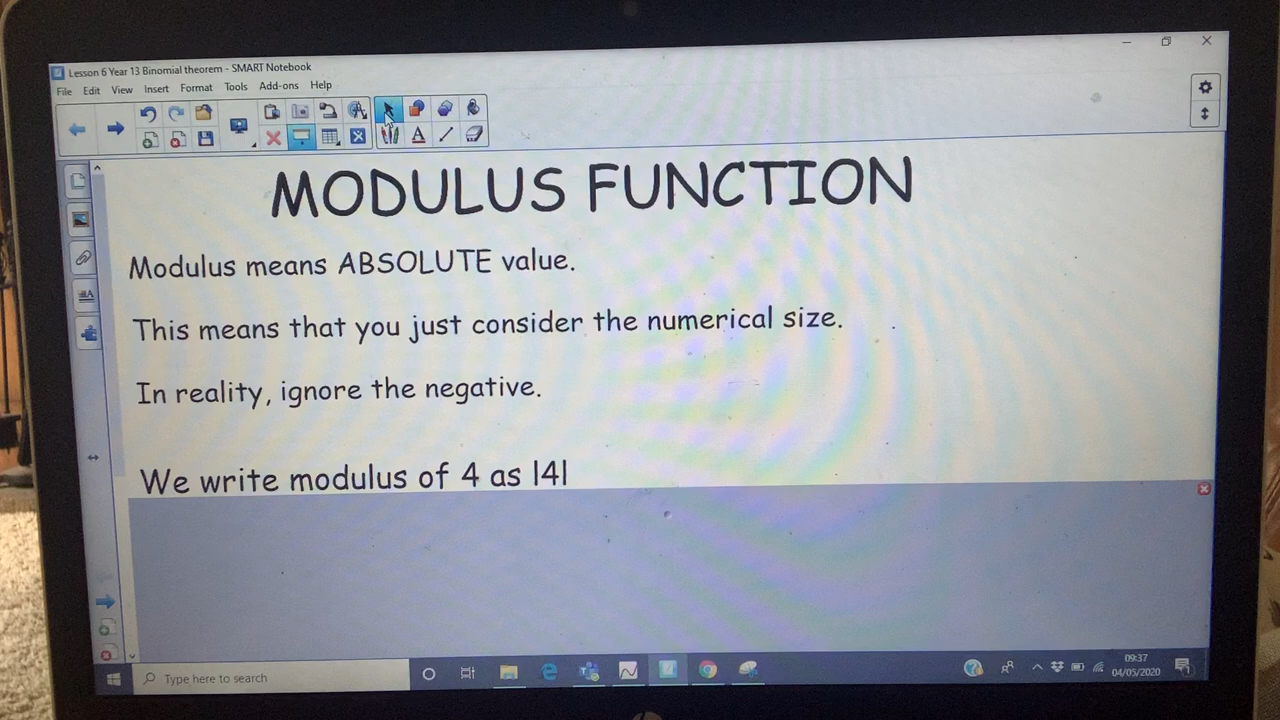 Lesson 6 Year 13 Binomial theorem - SMART Notebook
File Edit View Insert Format Tools Add-ons Help
MODULUS FUNCTION
Modulus means ABSOLUTE value.
This means that you just consider the numerical size.
In reality, ignore the negative.
We write modulus of 4 as |4|
Type here to search
09:37
04/05/2020